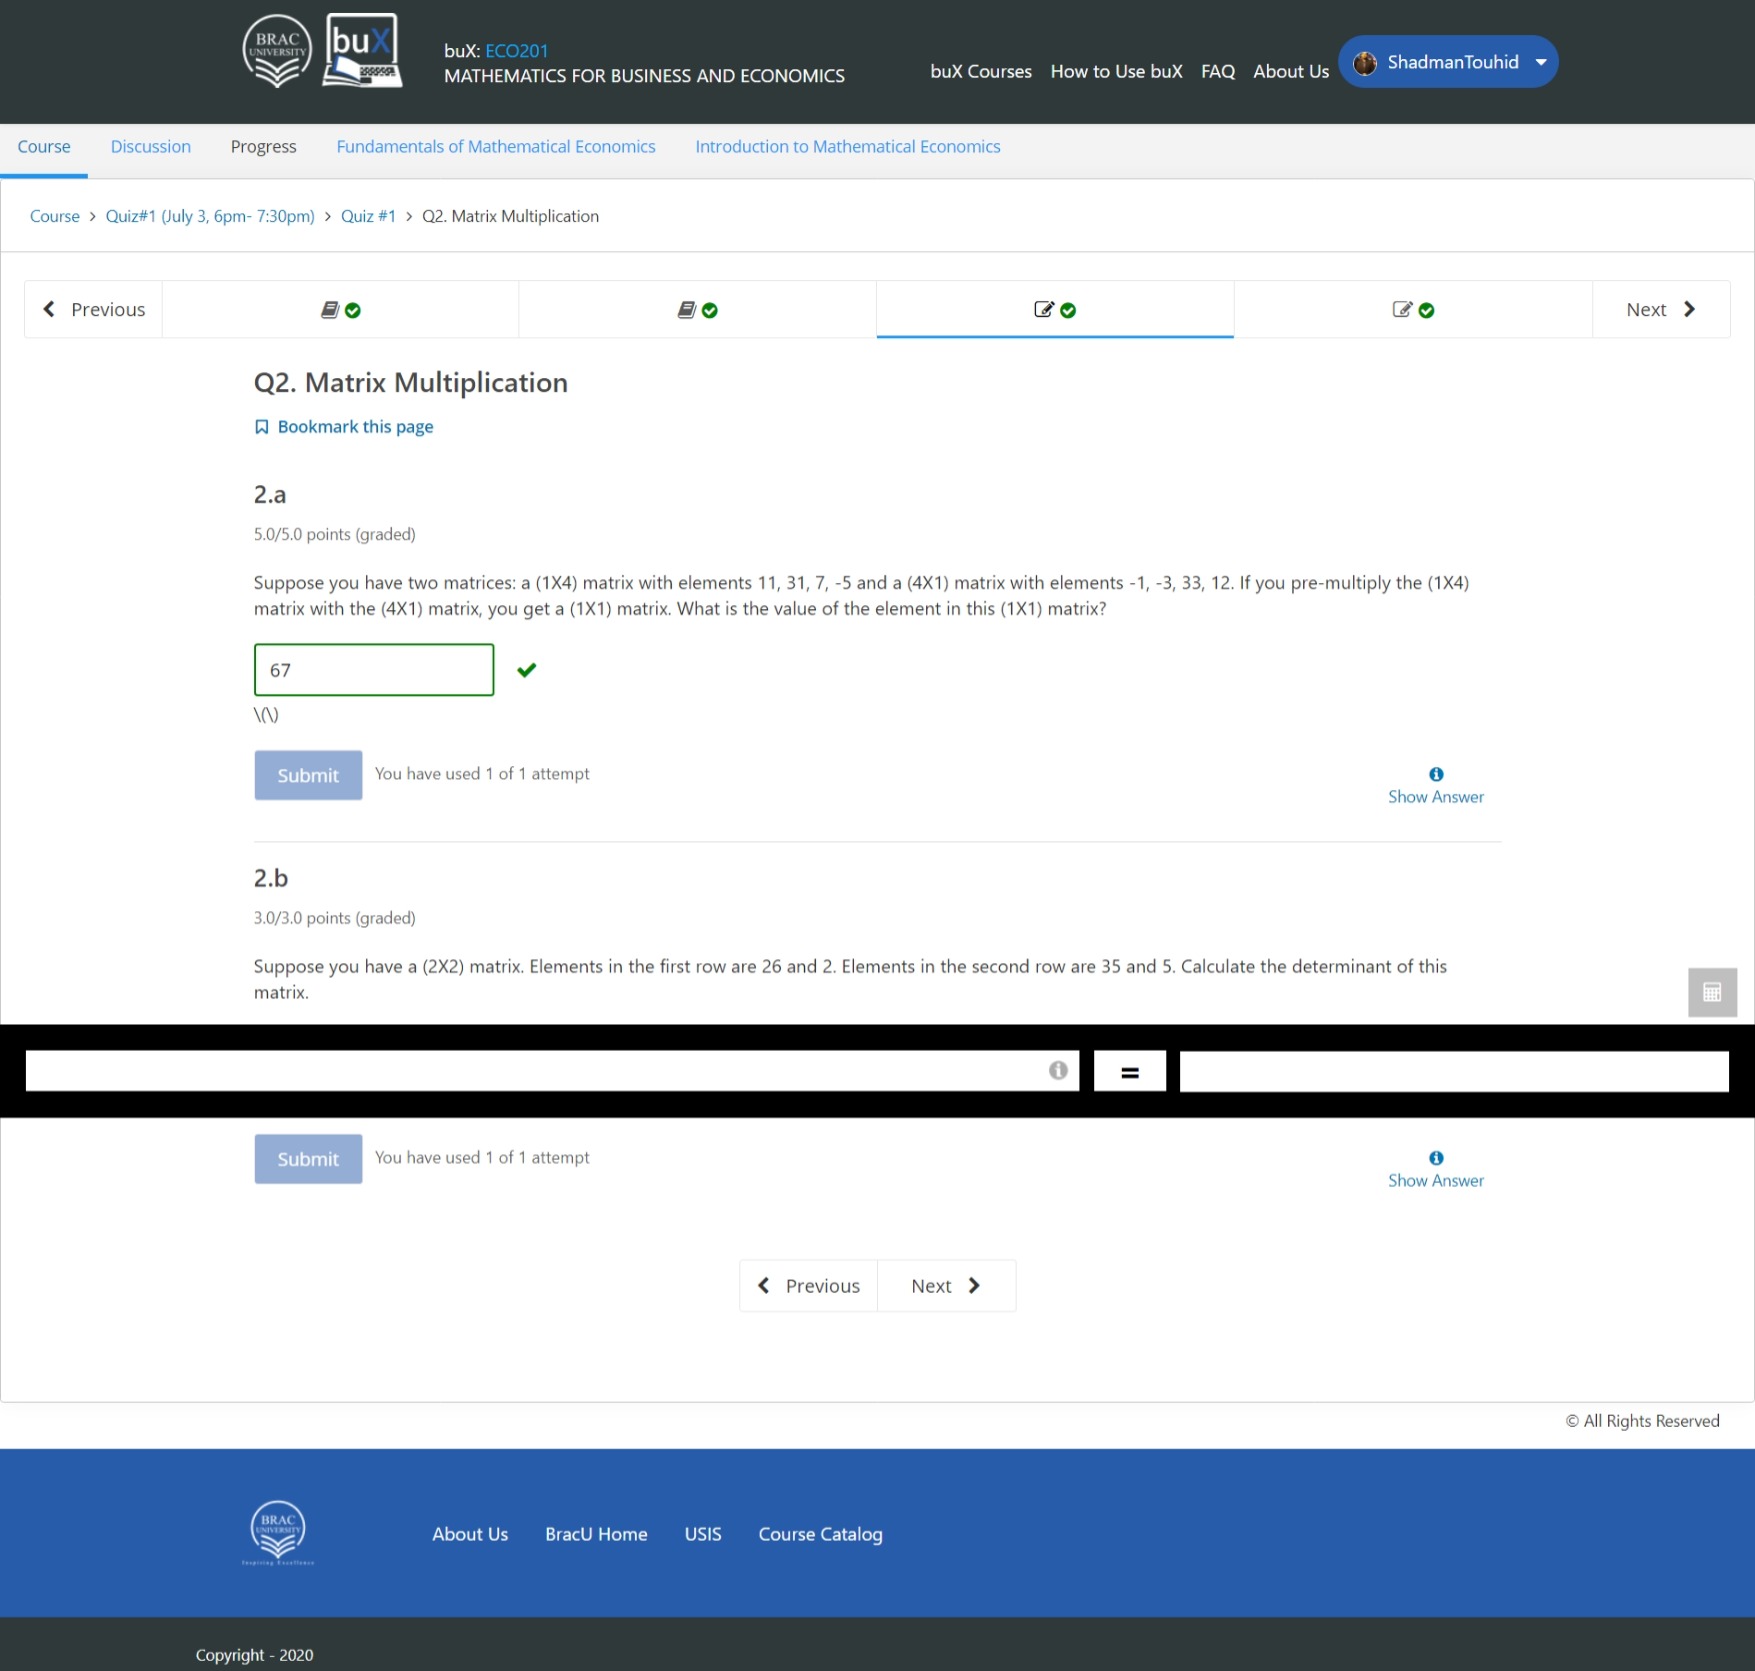 BRAC
UNIVERSITY
buX
buX: ECO201
MATHEMATICS FOR BUSINESS AND ECONOMICS
buX Courses How to Use buX FAQ About Us ShadmanTouhid
Course Discussion Progress Fundamentals of Mathematical Economics Introduction to Mathematical Economics
Course > Quiz#1 (July 3, 6pm- 7:30pm) > Quiz #1 > Q2. Matrix Multiplication
Previous Next
Q2. Matrix Multiplication
Bookmark this page
2.a
5.0/5.0 points (graded)
Suppose you have two matrices: a (1X4) matrix with elements 11, 31, 7, -5 and a (4X1) matrix with elements -1, -3, 33, 12. If you pre-multiply the (1X4)
matrix with the (4X1) matrix, you get a (1X1) matrix. What is the value of the element in this (1X1) matrix?
67
\(\)
Submit You have used 1 of 1 attempt
Show Answer
2.b
3.0/3.0 points (graded)
Suppose you have a (2X2) matrix. Elements in the first row are 26 and 2. Elements in the second row are 35 and 5. Calculate the determinant of this
matrix.
=
Submit You have used 1 of 1 attempt
Show Answer
Previous Next
© All Rights Reserved
BRAC
UNIVERSITY
Inspiring Excellence
About Us BracU Home USIS Course Catalog
Copyright - 2020